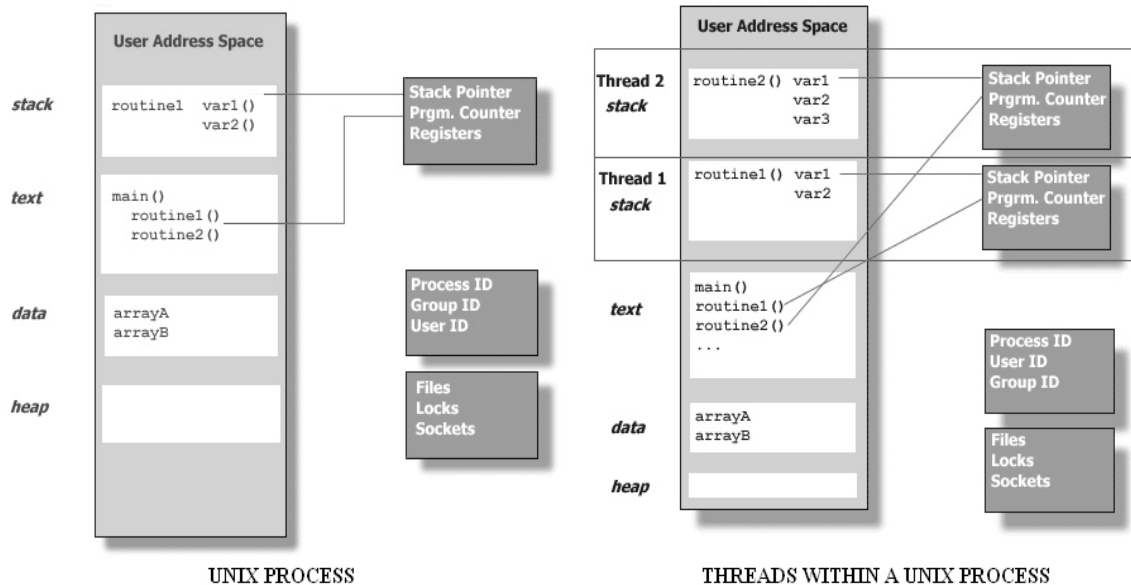 User Address Space
stack
routine1 var1()
var2()
Stack Pointer
Prgm. Counter
Registers
text
main()
routine1()
routine2()
data
arrayA
arrayB
Process ID
Group ID
User ID
heap
Files
Locks
Sockets
UNIX PROCESS
User Address Space
Thread 2
stack
routine2() var1
var2
var3
Stack Pointer
Prgrm. Counter
Registers
Thread 1
stack
routine1() var1
var2
Stack Pointer
Prgrm. Counter
Registers
text
main()
routine1()
routine2()
...
Process ID
User ID
Group ID
data
arrayA
arrayB
Files
Locks
Sockets
heap
THREADS WITHIN A UNIX PROCESS